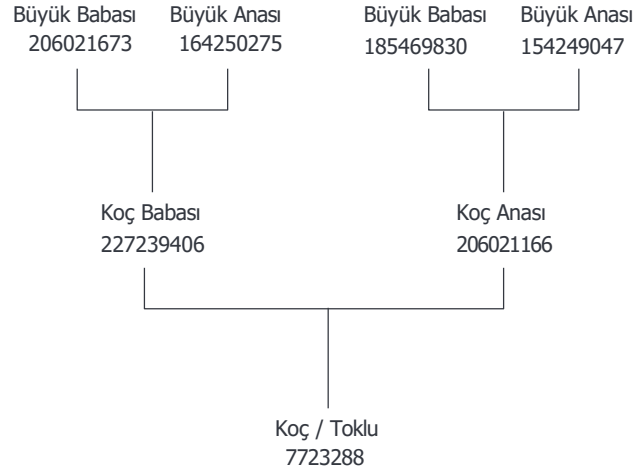 Büyük Babası Büyük Anası Büyük Babası Büyük Anası
206021673 164250275 185469830 154249047
Koç Babası Koç Anası
227239406 206021166
Koç / Toklu
7723288